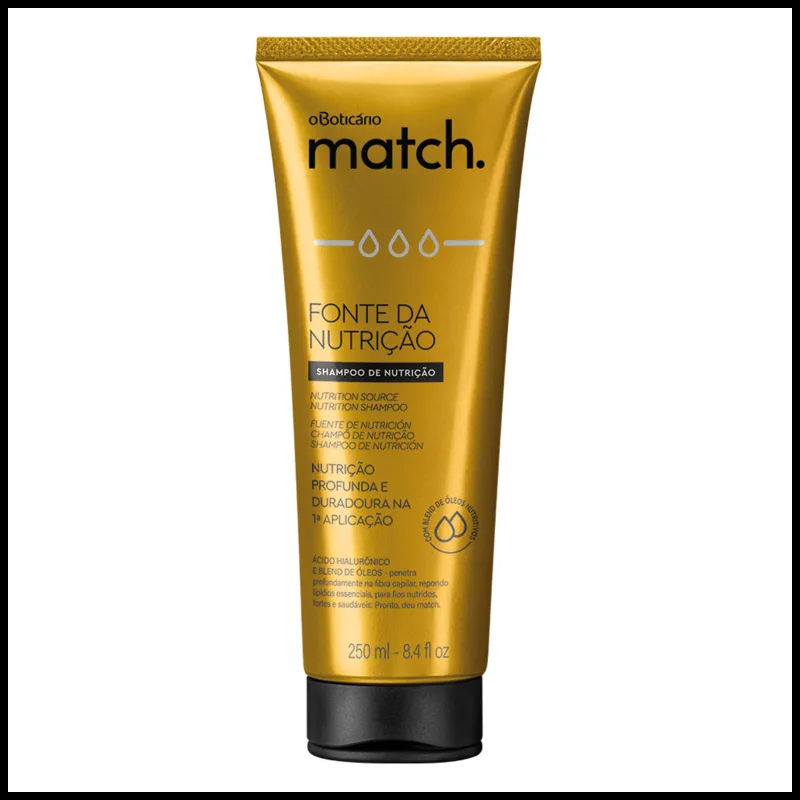 oBoticário
match.
FONTE DA
NUTRIÇÃO
SHAMPOO DE NUTRIÇÃO
NUTRITION SOURCE
NUTRITION SHAMPOO
FUENTE DE NUTRICIÓN
CHAMPÔ DE NUTRIÇÃO
SHAMPOO DE NUTRICIÓN
NUTRIÇÃO
PROFUNDA E
DURADOURA NA
1ª APLICAÇÃO
COM BLEND DE ÓLEOS NUTRITIVOS
ÁCIDO HIALURÔNICO
E BLEND DE ÓLEOS - penetra
profundamente na fibra capilar, repondo
lipídios essenciais, para fios nutridos,
fortes e saudáveis. Pronto, deu match.
250 ml - 8.4 fl oz